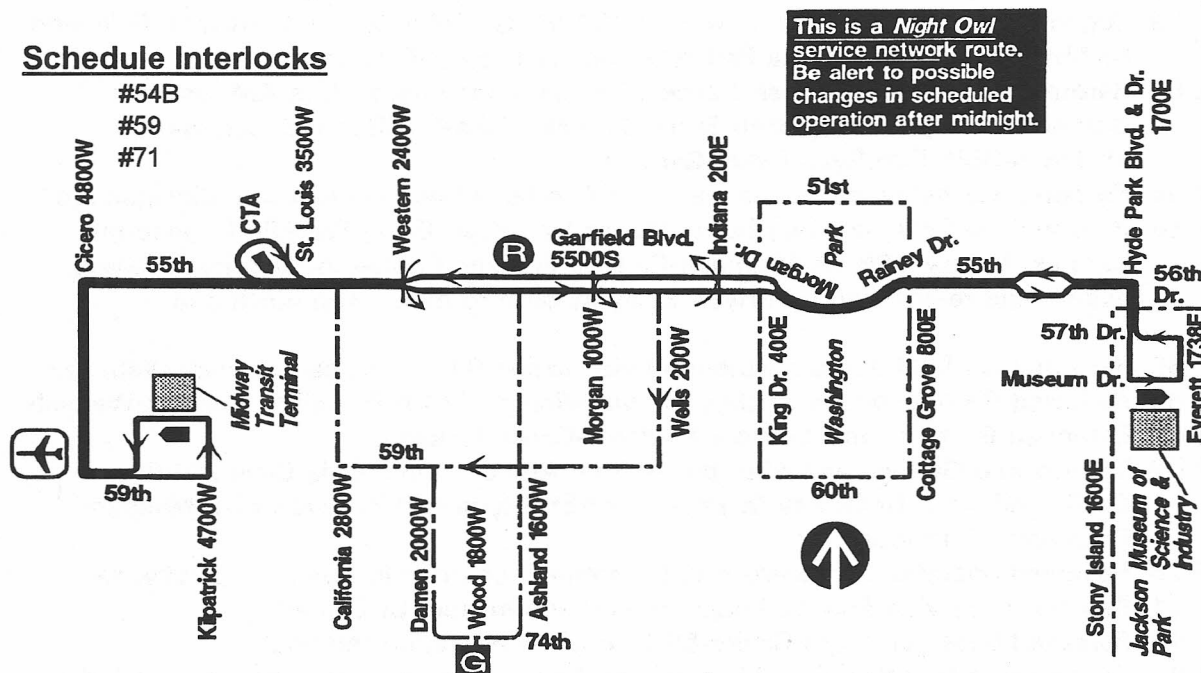 Schedule Interlocks
#54B
#59
#71
This is a Night Owl
service network route.
Be alert to possible
changes in scheduled
operation after midnight.
Cicero 4800W
CTA
St. Louis 3500W
Western 2400W
R
Garfield Blvd.
5500S
Indiana 200E
51st
Morgan Dr.
Park
Rainey Dr.
Hyde Park Blvd. & Dr.
1700E
55th
55th
56th
Dr.
57th Dr.
Museum Dr.
Everett 1738E
Midway
Transit
Terminal
59th
Kilpatrick 4700W
California 2800W
59th
Damen 2000W
Wood 1800W
Ashland 1600W
74th
G
Morgan 1000W
Wells 200W
King Dr. 400E
Washington
Cottage Grove 800E
60th
Stony Island 1600E
Jackson
Park
Museum of
Science &
Industry